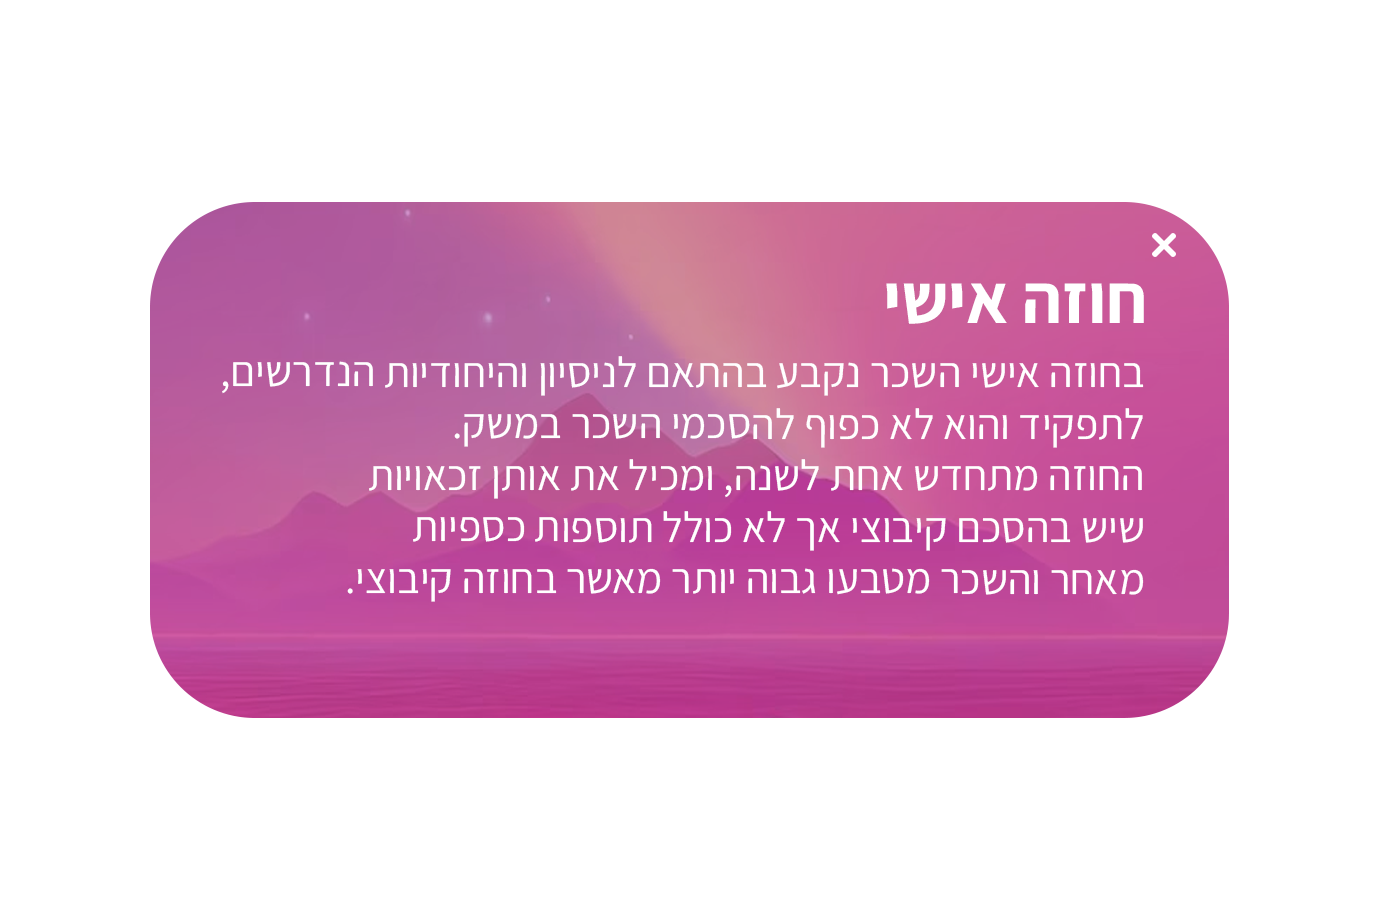 חוזה אישי
בחוזה אישי השכר נקבע בהתאם לניסיון והיחודיות הנדרשים,
לתפקיד והוא לא כפוף להסכמי השכר במשק.
החוזה מתחדש אחת לשנה, ומכיל את אותן זכאויות
שיש בהסכם קיבוצי אך לא כולל תוספות כספיות
מאחר והשכר מטבעו גבוה יותר מאשר בחוזה קיבוצי.